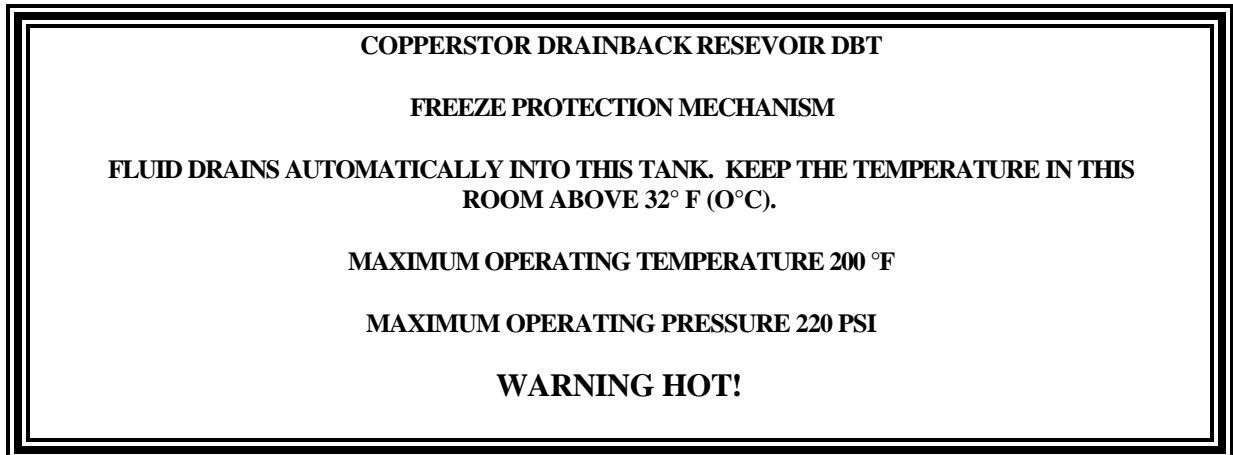 COPPERSTOR DRAINBACK RESEVOIR DBT
FREEZE PROTECTION MECHANISM
FLUID DRAINS AUTOMATICALLY INTO THIS TANK. KEEP THE TEMPERATURE IN THIS
ROOM ABOVE 32° F (O°C).
MAXIMUM OPERATING TEMPERATURE 200 °F
MAXIMUM OPERATING PRESSURE 220 PSI
WARNING HOT!